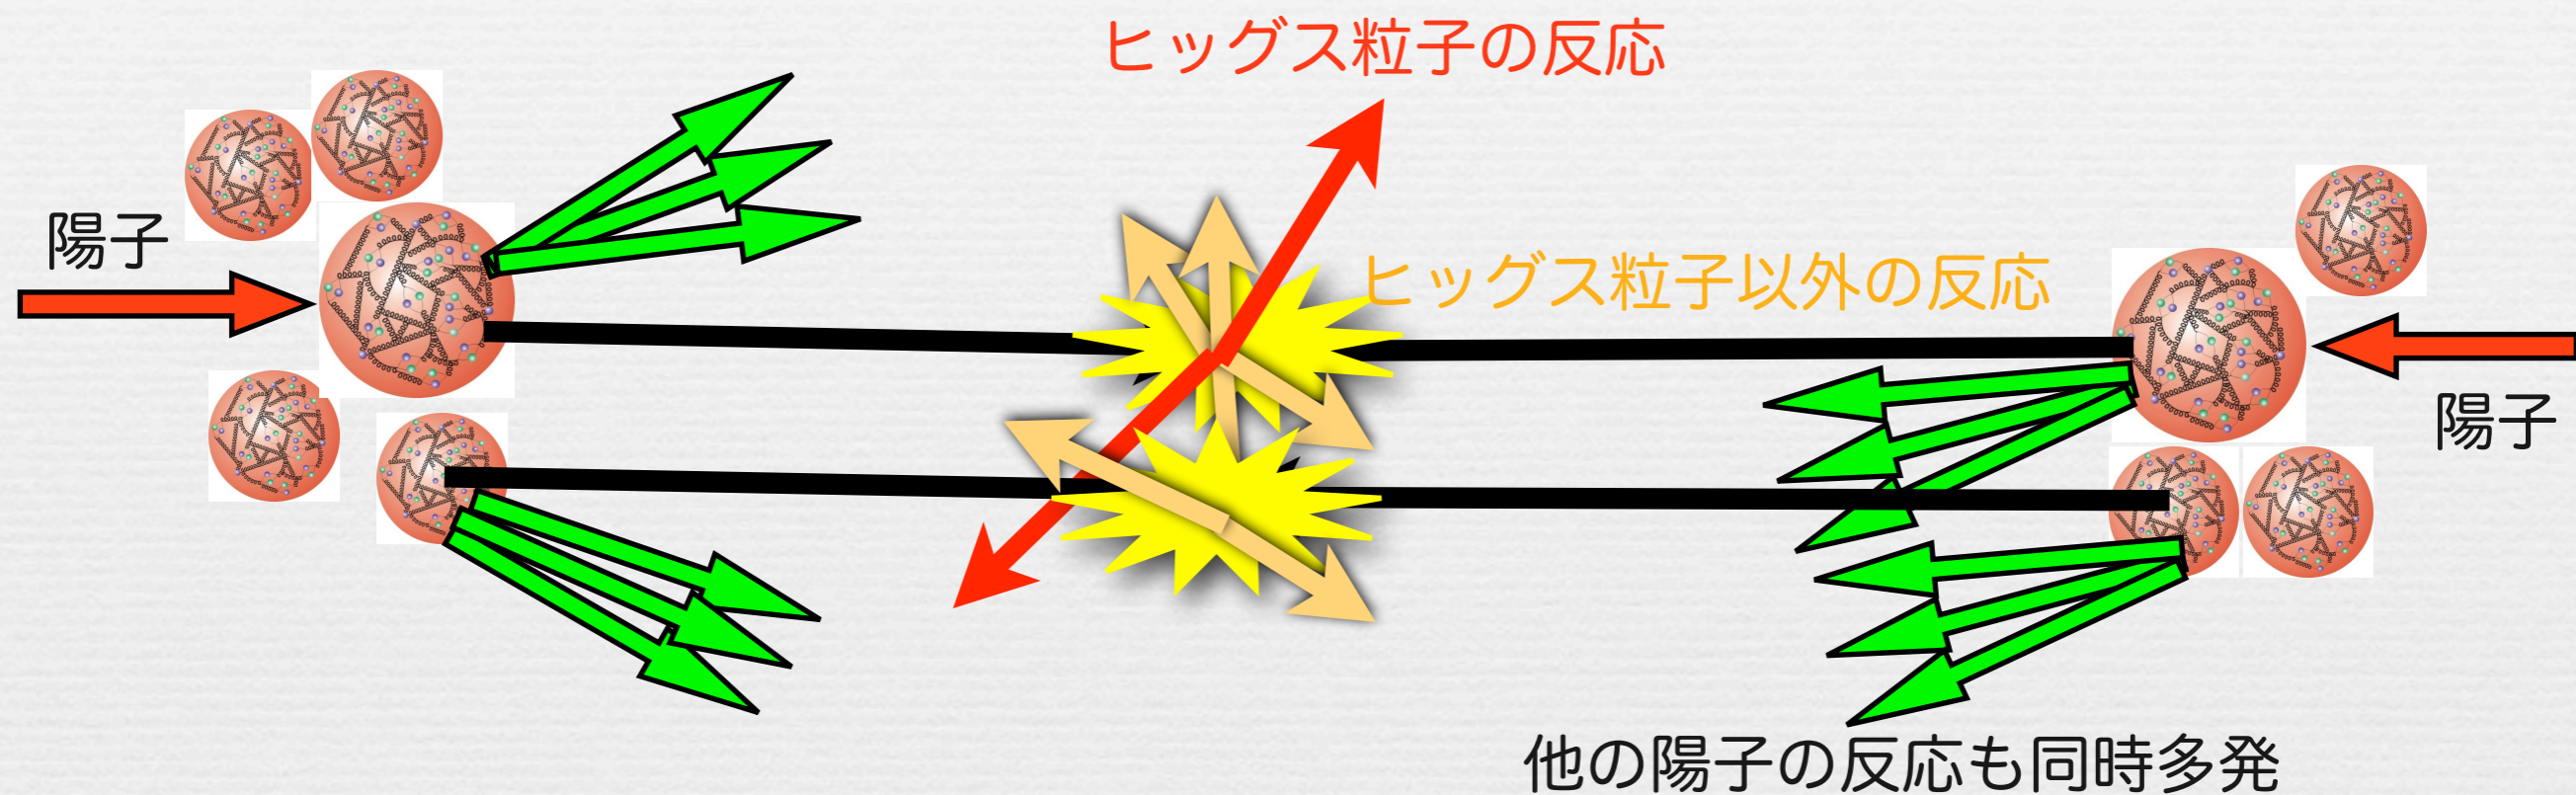 ヒッグス粒子の反応
陽子
ヒッグス粒子以外の反応
陽子
他の陽子の反応も同時多発